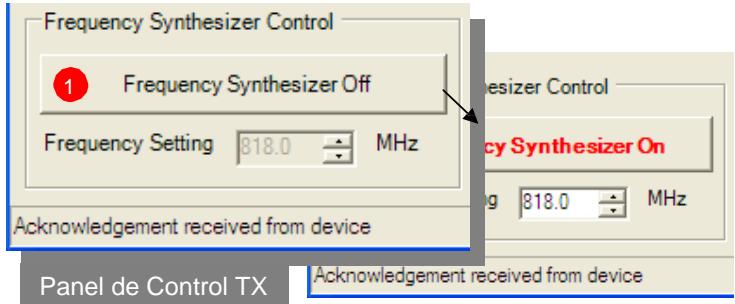 Frequency Synthesizer Control
1 Frequency Synthesizer Off
Frequency Setting 818.0 MHz
Acknowledgement received from device
Panel de Control TX
esizer Control
cy Synthesizer On
g 818.0 MHz
Acknowledgement received from device